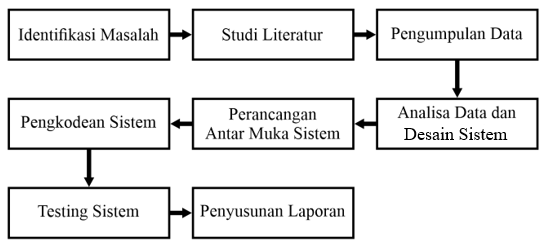 Identifikasi Masalah
Studi Literatur
Pengumpulan Data
Analisa Data dan
Desain Sistem
Perancangan
Antar Muka Sistem
Pengkodean Sistem
Testing Sistem
Penyusunan Laporan